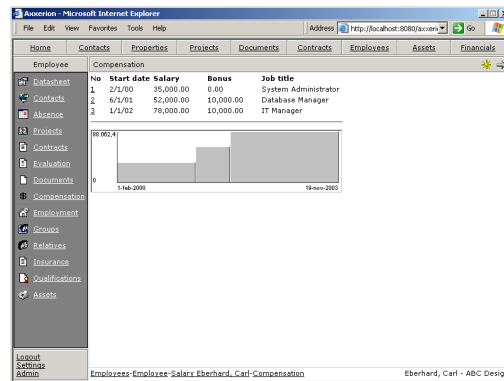 Axxerion - Microsoft Internet Explorer
File Edit View Favorites Tools Help Address http://localhost:8080/axxerio Go
Home Contacts Properties Projects Documents Contracts Employees Assets Financials
Employee Compensation
Datasheet
Contacts
Absence
Projects
Contracts
Evaluation
Documents
Compensation
Employment
Groups
Relatives
Insurance
Qualifications
Assets
No Start date Salary Bonus Job title
1 2/1/00 35,000.00 0.00 System Administrator
2 6/1/01 52,000.00 10,000.00 Database Manager
3 1/1/02 78,000.00 10,000.00 IT Manager
88.062,4
0
1-feb-2000 19-nov-2003
Logout
Settings
Admin
Employees-Employee-Salary Eberhard, Carl-Compensation Eberhard, Carl - ABC Desig